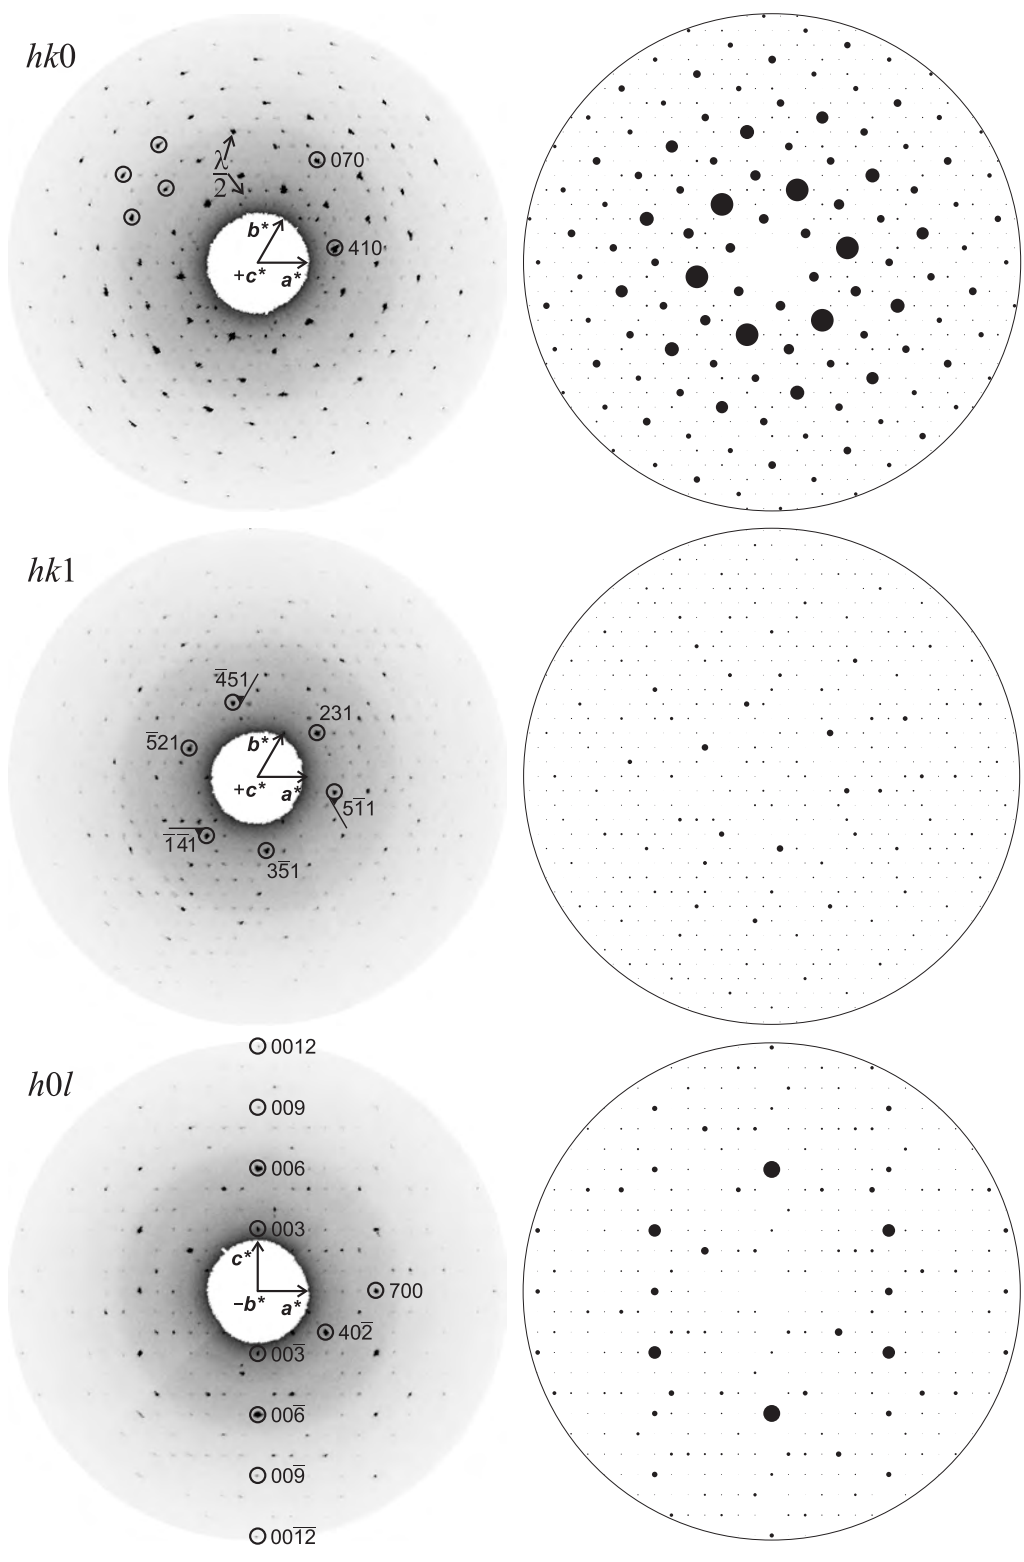 hk0
λ
2
070
b*
410
+c* a*
hk1
4̅51
231
5̅21
b*
+c* a*
51̅1
1̅4̅1
35̅1
0012
h0l
009
006
003
c*
700
−b* a*
402̅
003̅
006̅
009̅
001̅2̅